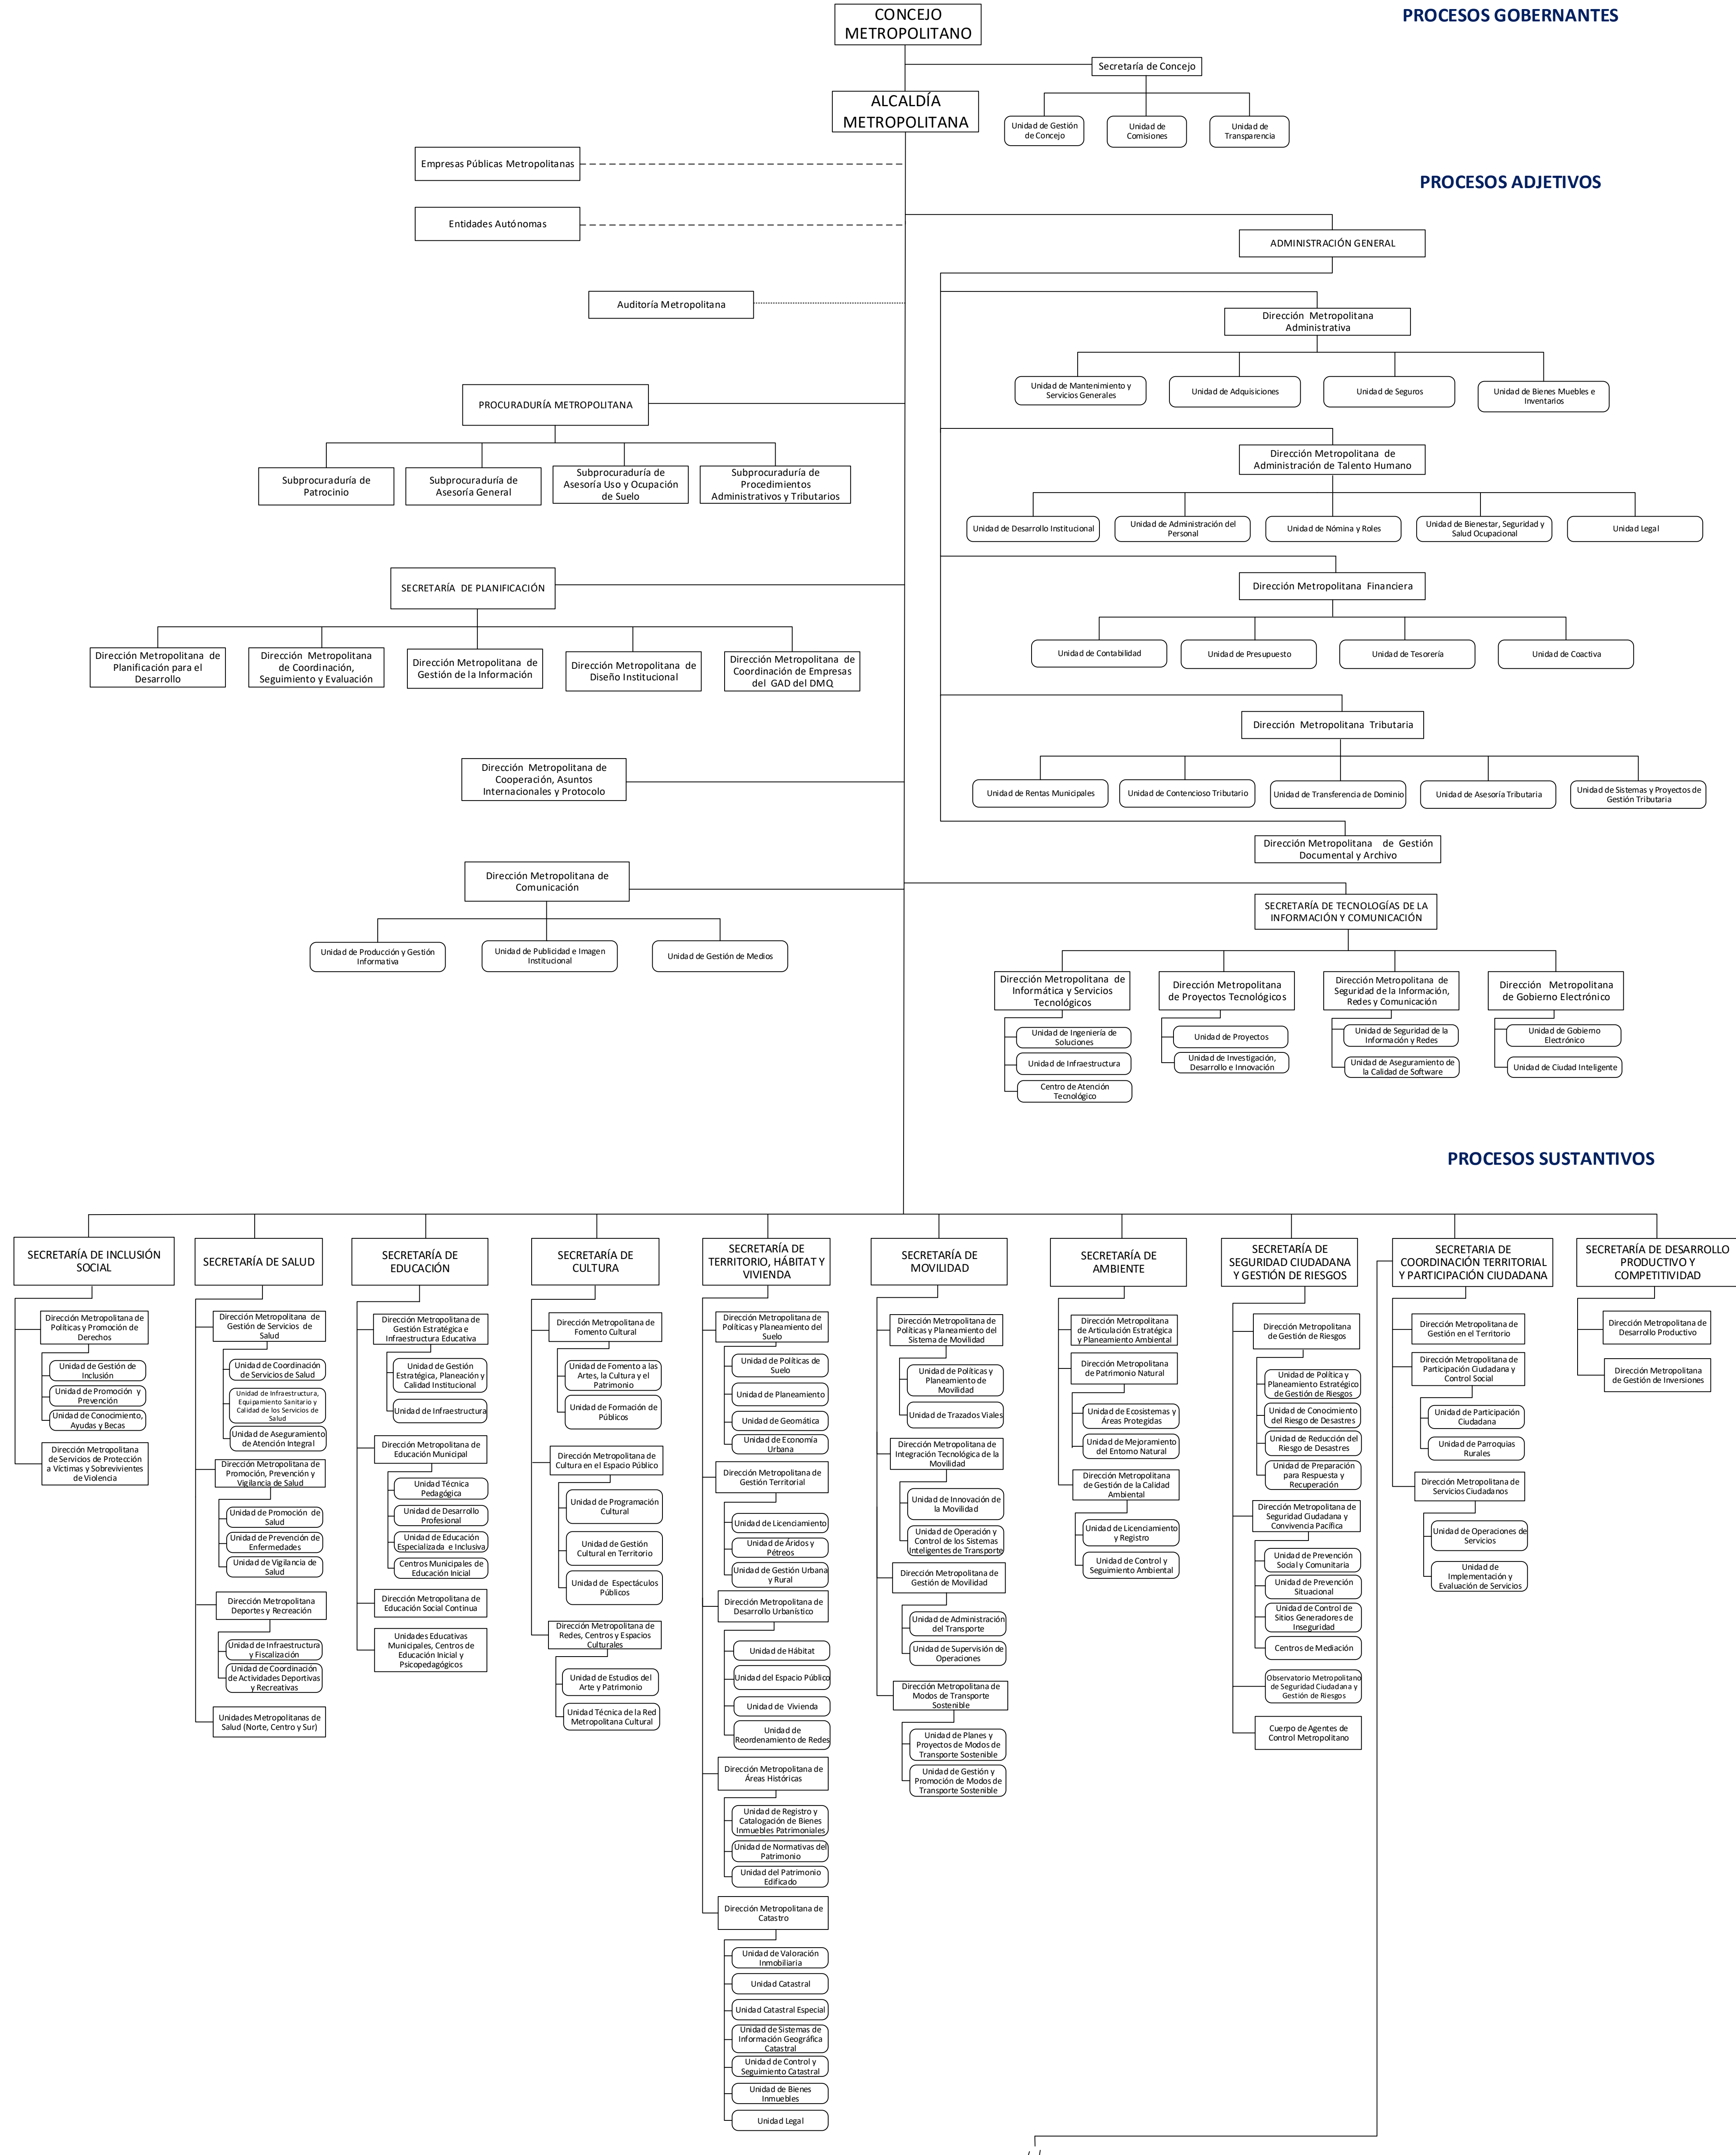 PROCESOS GOBERNANTES
CONCEJO
METROPOLITANO
Secretaría de Concejo
Unidad de Gestión
de Concejo
Unidad de
Comisiones
Unidad de
Transparencia
ALCALDÍA
METROPOLITANA
Empresas Públicas Metropolitanas
Entidades Autónomas
Auditoría Metropolitana
PROCURADURÍA METROPOLITANA
Subprocuraduría de
Patrocinio
Subprocuraduría de
Asesoría General
Subprocuraduría de
Asesoría Uso y Ocupación
de Suelo
Subprocuraduría de
Procedimientos
Administrativos y Tributarios
SECRETARÍA DE PLANIFICACIÓN
Dirección Metropolitana de
Planificación para el
Desarrollo
Dirección Metropolitana
de Coordinación,
Seguimiento y Evaluación
Dirección Metropolitana de
Gestión de la Información
Dirección Metropolitana de
Diseño Institucional
Dirección Metropolitana de
Coordinación de Empresas
del GAD del DMQ
Dirección Metropolitana de
Cooperación, Asuntos
Internacionales y Protocolo
Dirección Metropolitana de
Comunicación
Unidad de Producción y Gestión
Informativa
Unidad de Publicidad e Imagen
Institucional
Unidad de Gestión de Medios
PROCESOS ADJETIVOS
ADMINISTRACIÓN GENERAL
Dirección Metropolitana
Administrativa
Unidad de Mantenimiento y
Servicios Generales
Unidad de Adquisiciones
Unidad de Seguros
Unidad de Bienes Muebles e
Inventarios
Dirección Metropolitana de
Administración de Talento Humano
Unidad de Desarrollo Institucional
Unidad de Administración del
Personal
Unidad de Nómina y Roles
Unidad de Bienestar, Seguridad y
Salud Ocupacional
Unidad Legal
Dirección Metropolitana Financiera
Unidad de Contabilidad
Unidad de Presupuesto
Unidad de Tesorería
Unidad de Coactiva
Dirección Metropolitana Tributaria
Unidad de Rentas Municipales
Unidad de Contencioso Tributario
Unidad de Transferencia de Dominio
Unidad de Asesoría Tributaria
Unidad de Sistemas y Proyectos de
Gestión Tributaria
Dirección Metropolitana de Gestión
Documental y Archivo
SECRETARÍA DE TECNOLOGÍAS DE LA
INFORMACIÓN Y COMUNICACIÓN
Dirección Metropolitana de
Informática y Servicios
Tecnológicos
Unidad de Ingeniería de
Soluciones
Unidad de Infraestructura
Centro de Atención
Tecnológico
Dirección Metropolitana
de Proyectos Tecnológicos
Unidad de Proyectos
Unidad de Investigación,
Desarrollo e Innovación
Dirección Metropolitana de
Seguridad de la Información,
Redes y Comunicación
Unidad de Seguridad de la
Información y Redes
Unidad de Aseguramiento de
la Calidad de Software
Dirección Metropolitana
de Gobierno Electrónico
Unidad de Gobierno
Electrónico
Unidad de Ciudad Inteligente
PROCESOS SUSTANTIVOS
SECRETARÍA DE INCLUSIÓN
SOCIAL
Dirección Metropolitana de
Políticas y Promoción de
Derechos
Unidad de Gestión de
Inclusión
Unidad de Promoción y
Prevención
Unidad de Conocimiento,
Ayudas y Becas
Dirección Metropolitana
de Servicios de Protección
a Víctimas y Sobrevivientes
de Violencia
SECRETARÍA DE SALUD
Dirección Metropolitana de
Gestión de Servicios de
Salud
Unidad de Coordinación
de Servicios de Salud
Unidad de Infraestructura,
Equipamiento Sanitario y
Calidad de los Servicios de
Salud
Unidad de Aseguramiento
de Atención Integral
Dirección Metropolitana de
Promoción, Prevención y
Vigilancia de Salud
Unidad de Promoción de
Salud
Unidad de Prevención de
Enfermedades
Unidad de Vigilancia de
Salud
Dirección Metropolitana
Deportes y Recreación
Unidad de Infraestructura
y Fiscalización
Unidad de Coordinación
de Actividades Deportivas
y Recreativas
Unidades Metropolitanas de
Salud (Norte, Centro y Sur)
SECRETARÍA DE
EDUCACIÓN
Dirección Metropolitana de
Gestión Estratégica e
Infraestructura Educativa
Unidad de Gestión
Estratégica, Planeación y
Calidad Institucional
Unidad de Infraestructura
Dirección Metropolitana de
Educación Municipal
Unidad Técnica
Pedagógica
Unidad de Desarrollo
Profesional
Unidad de Educación
Especializada e Inclusiva
Centros Municipales de
Educación Inicial
Dirección Metropolitana de
Educación Social Continua
Unidades Educativas
Municipales, Centros de
Educación Inicial y
Psicopedagógicos
SECRETARÍA DE
CULTURA
Dirección Metropolitana de
Fomento Cultural
Unidad de Fomento a las
Artes, la Cultura y el
Patrimonio
Unidad de Formación de
Públicos
Dirección Metropolitana de
Cultura en el Espacio Público
Unidad de Programación
Cultural
Unidad de Gestión
Cultural en Territorio
Unidad de Espectáculos
Públicos
Dirección Metropolitana de
Redes, Centros y Espacios
Culturales
Unidad de Estudios del
Arte y Patrimonio
Unidad Técnica de la Red
Metropolitana Cultural
SECRETARÍA DE
TERRITORIO, HÁBITAT Y
VIVIENDA
Dirección Metropolitana de
Políticas y Planeamiento del
Suelo
Unidad de Políticas de
Suelo
Unidad de Planeamiento
Unidad de Geomática
Unidad de Economía
Urbana
Dirección Metropolitana de
Gestión Territorial
Unidad de Licenciamiento
Unidad de Áridos y
Pétreos
Unidad de Gestión Urbana
y Rural
Dirección Metropolitana de
Desarrollo Urbanístico
Unidad de Hábitat
Unidad del Espacio Público
Unidad de Vivienda
Unidad de
Reordenamiento de Redes
Dirección Metropolitana de
Áreas Históricas
Unidad de Registro y
Catalogación de Bienes
Inmuebles Patrimoniales
Unidad de Normativas del
Patrimonio
Unidad del Patrimonio
Edificado
Dirección Metropolitana de
Catastro
Unidad de Valoración
Inmobiliaria
Unidad Catastral
Unidad Catastral Especial
Unidad de Sistemas de
Información Geográfica
Catastral
Unidad de Control y
Seguimiento Catastral
Unidad de Bienes
Inmuebles
Unidad Legal
SECRETARÍA DE
MOVILIDAD
Dirección Metropolitana de
Políticas y Planeamiento del
Sistema de Movilidad
Unidad de Políticas y
Planeamiento de
Movilidad
Unidad de Trazados Viales
Dirección Metropolitana de
Integración Tecnológica de la
Movilidad
Unidad de Innovación de
la Movilidad
Unidad de Operación y
Control de los Sistemas
Inteligentes de Transporte
Dirección Metropolitana de
Gestión de Movilidad
Unidad de Administración
del Transporte
Unidad de Supervisión de
Operaciones
Dirección Metropolitana de
Modos de Transporte
Sostenible
Unidad de Planes y
Proyectos de Modos de
Transporte Sostenible
Unidad de Gestión y
Promoción de Modos de
Transporte Sostenible
SECRETARÍA DE
AMBIENTE
Dirección Metropolitana
de Articulación Estratégica
y Planeamiento Ambiental
Dirección Metropolitana
de Patrimonio Natural
Unidad de Ecosistemas y
Áreas Protegidas
Unidad de Mejoramiento
del Entorno Natural
Dirección Metropolitana
de Gestión de la Calidad
Ambiental
Unidad de Licenciamiento
y Registro
Unidad de Control y
Seguimiento Ambiental
SECRETARÍA DE
SEGURIDAD CIUDADANA
Y GESTIÓN DE RIESGOS
Dirección Metropolitana
de Gestión de Riesgos
Unidad de Política y
Planeamiento Estratégico
de Gestión de Riesgos
Unidad de Conocimiento
del Riesgo de Desastres
Unidad de Reducción del
Riesgo de Desastres
Unidad de Preparación
para Respuesta y
Recuperación
Dirección Metropolitana de
Seguridad Ciudadana y
Convivencia Pacífica
Unidad de Prevención
Social y Comunitaria
Unidad de Prevención
Situacional
Unidad de Control de
Sitios Generadores de
Inseguridad
Centros de Mediación
Observatorio Metropolitano
de Seguridad Ciudadana y
Gestión de Riesgos
Cuerpo de Agentes de
Control Metropolitano
SECRETARIA DE
COORDINACIÓN TERRITORIAL
Y PARTICIPACIÓN CIUDADANA
Dirección Metropolitana de
Gestión en el Territorio
Dirección Metropolitana de
Participación Ciudadana y
Control Social
Unidad de Participación
Ciudadana
Unidad de Parroquias
Rurales
Dirección Metropolitana de
Servicios Ciudadanos
Unidad de Operaciones de
Servicios
Unidad de
Implementación y
Evaluación de Servicios
SECRETARÍA DE DESARROLLO
PRODUCTIVO Y
COMPETITIVIDAD
Dirección Metropolitana de
Desarrollo Productivo
Dirección Metropolitana
de Gestión de Inversiones